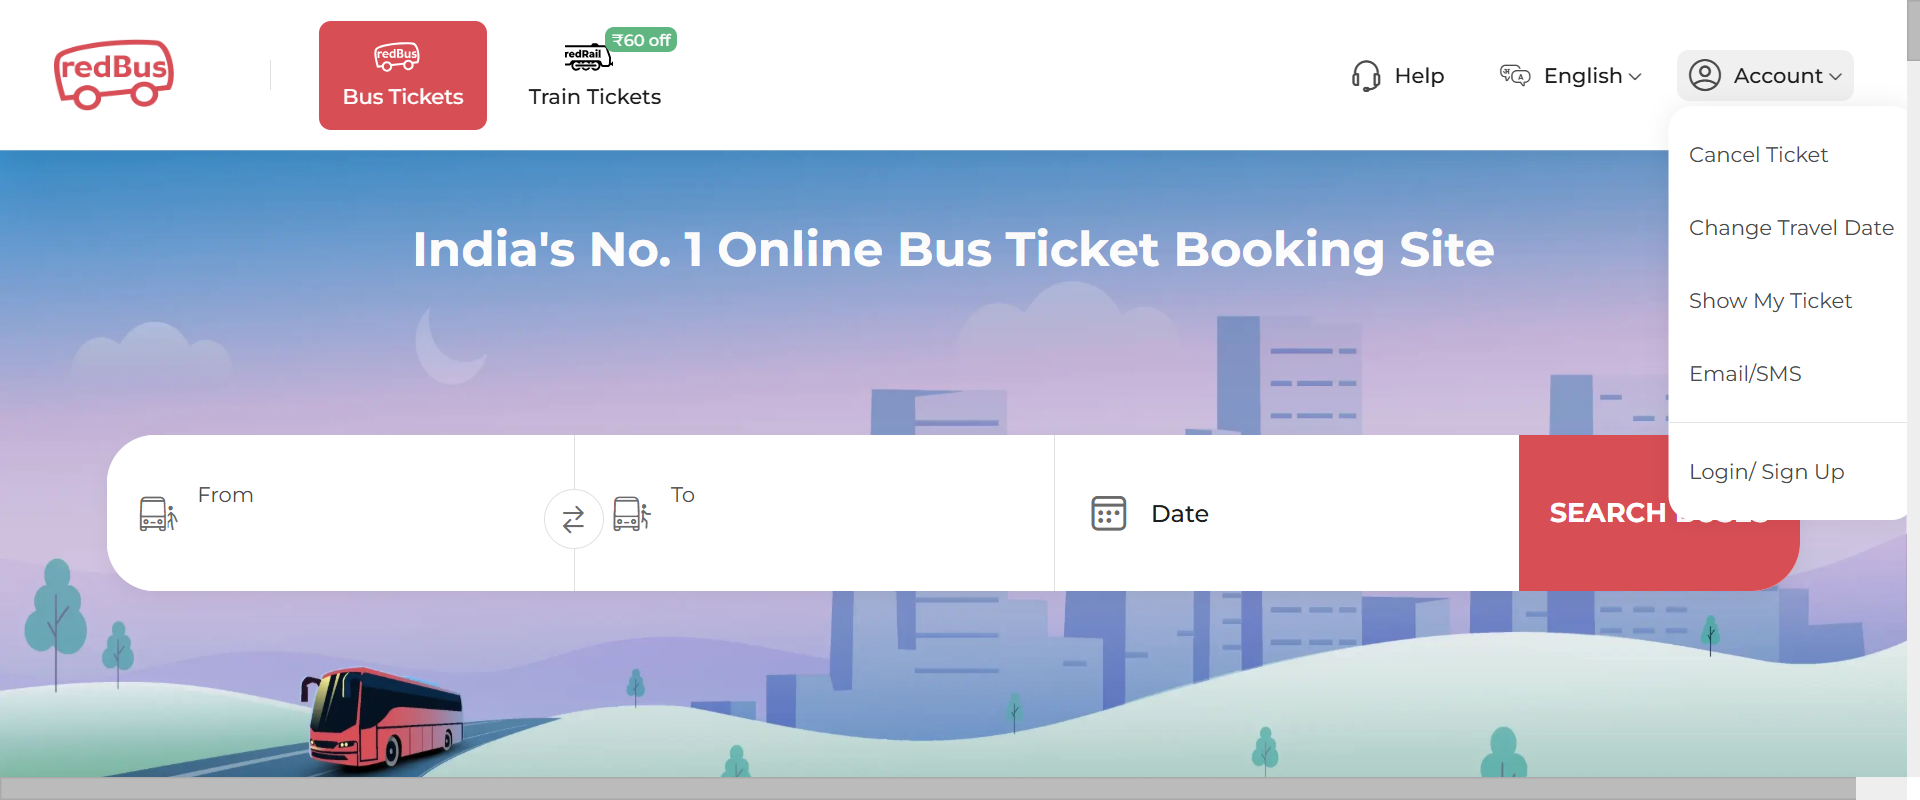 redBus
redBus
Bus Tickets
redRail
₹60 off
Train Tickets
Help
English
Account
Cancel Ticket
Change Travel Date
Show My Ticket
Email/SMS
Login/ Sign Up
India's No. 1 Online Bus Ticket Booking Site
From
To
Date
SEARCH